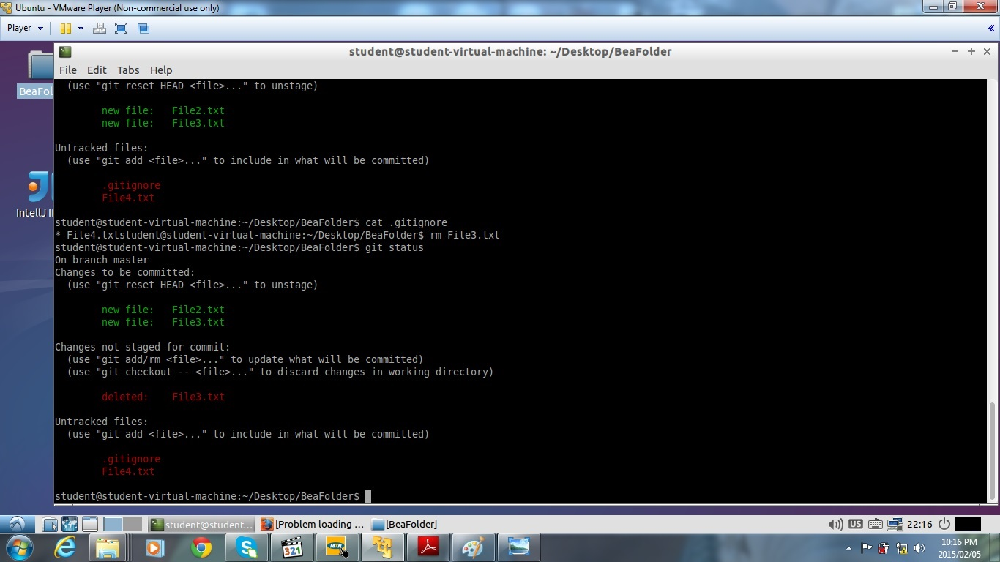 Ubuntu - VMware Player (Non-commercial use only)
Player
student@student-virtual-machine: ~/Desktop/BeaFolder
File Edit Tabs Help
BeaFol
IntellJ I
(use "git reset HEAD <file>..." to unstage)
new file: File2.txt
new file: File3.txt
Untracked files:
(use "git add <file>..." to include in what will be committed)
.gitignore
File4.txt
student@student-virtual-machine:~/Desktop/BeaFolder$ cat .gitignore
* File4.txtstudent@student-virtual-machine:~/Desktop/BeaFolder$ rm File3.txt
student@student-virtual-machine:~/Desktop/BeaFolder$ git status
On branch master
Changes to be committed:
(use "git reset HEAD <file>..." to unstage)
new file: File2.txt
new file: File3.txt
Changes not staged for commit:
(use "git add/rm <file>..." to update what will be committed)
(use "git checkout -- <file>..." to discard changes in working directory)
deleted: File3.txt
Untracked files:
(use "git add <file>..." to include in what will be committed)
.gitignore
File4.txt
student@student-virtual-machine:~/Desktop/BeaFolder$
student@student... [Problem loading ... [BeaFolder] US 22:16
321 MTN 10:16 PM
2015/02/05